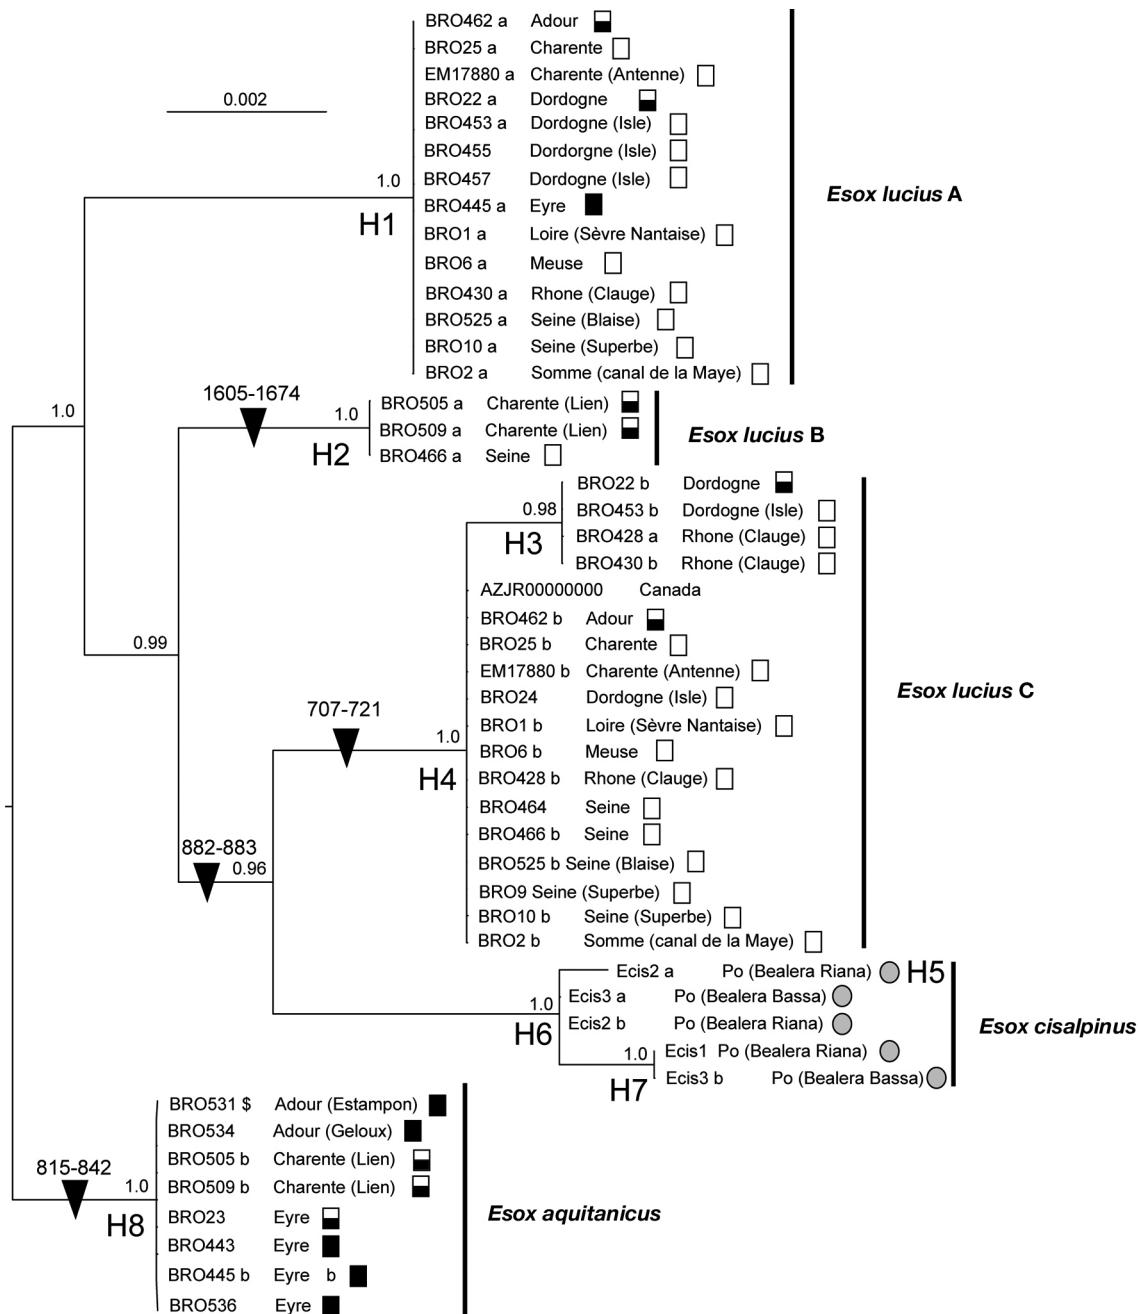 BRO462 a Adour
BRO25 a Charente
EM17880 a Charente (Antenne)
0.002
BRO22 a Dordogne
BRO453 a Dordogne (Isle)
BRO455 Dordorgne (Isle)
BRO457 Dordogne (Isle)
1.0
H1
Esox lucius A
BRO445 a Eyre
BRO1 a Loire (Sèvre Nantaise)
BRO6 a Meuse
BRO430 a Rhone (Clauge)
BRO525 a Seine (Blaise)
BRO10 a Seine (Superbe)
BRO2 a Somme (canal de la Maye)
1.0
1605-1674
1.0
H2
BRO505 a Charente (Lien)
BRO509 a Charente (Lien)
BRO466 a Seine
Esox lucius B
BRO22 b Dordogne
0.98
H3
BRO453 b Dordogne (Isle)
BRO428 a Rhone (Clauge)
BRO430 b Rhone (Clauge)
AZJR00000000 Canada
BRO462 b Adour
BRO25 b Charente
0.99
EM17880 b Charente (Antenne)
BRO24 Dordogne (Isle)
Esox lucius C
707-721
1.0
H4
BRO1 b Loire (Sèvre Nantaise)
BRO6 b Meuse
BRO428 b Rhone (Clauge)
BRO464 Seine
BRO466 b Seine
882-883
0.96
BRO525 b Seine (Blaise)
BRO9 Seine (Superbe)
BRO10 b Seine (Superbe)
BRO2 b Somme (canal de la Maye)
Ecis2 a Po (Bealera Riana) H5
1.0
H6
Ecis3 a Po (Bealera Bassa)
Ecis2 b Po (Bealera Riana)
Esox cisalpinus
1.0
H7
Ecis1 Po (Bealera Riana)
Ecis3 b Po (Bealera Bassa)
BRO531 $ Adour (Estampon)
BRO534 Adour (Geloux)
BRO505 b Charente (Lien)
815-842
1.0
H8
BRO509 b Charente (Lien)
Esox aquitanicus
BRO23 Eyre
BRO443 Eyre
BRO445 b Eyre b
BRO536 Eyre